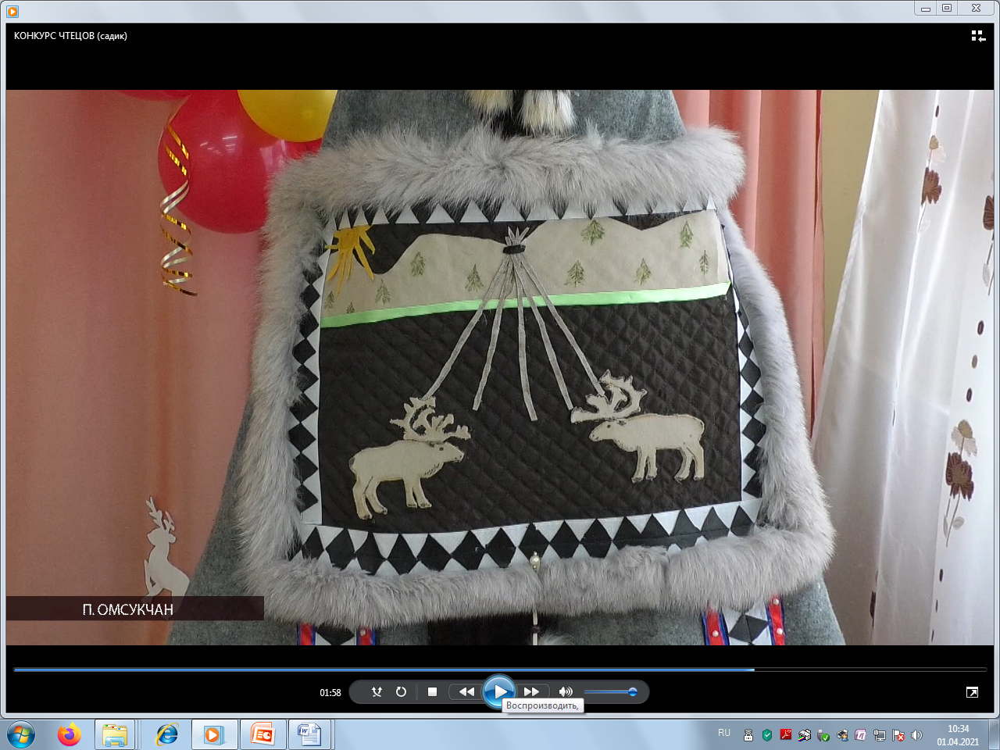 КОНКУРС ЧТЕЦОВ (садик)
П. ОМСУКЧАН
01:58
Воспроизводить,
RU
10:34
01.04.2021